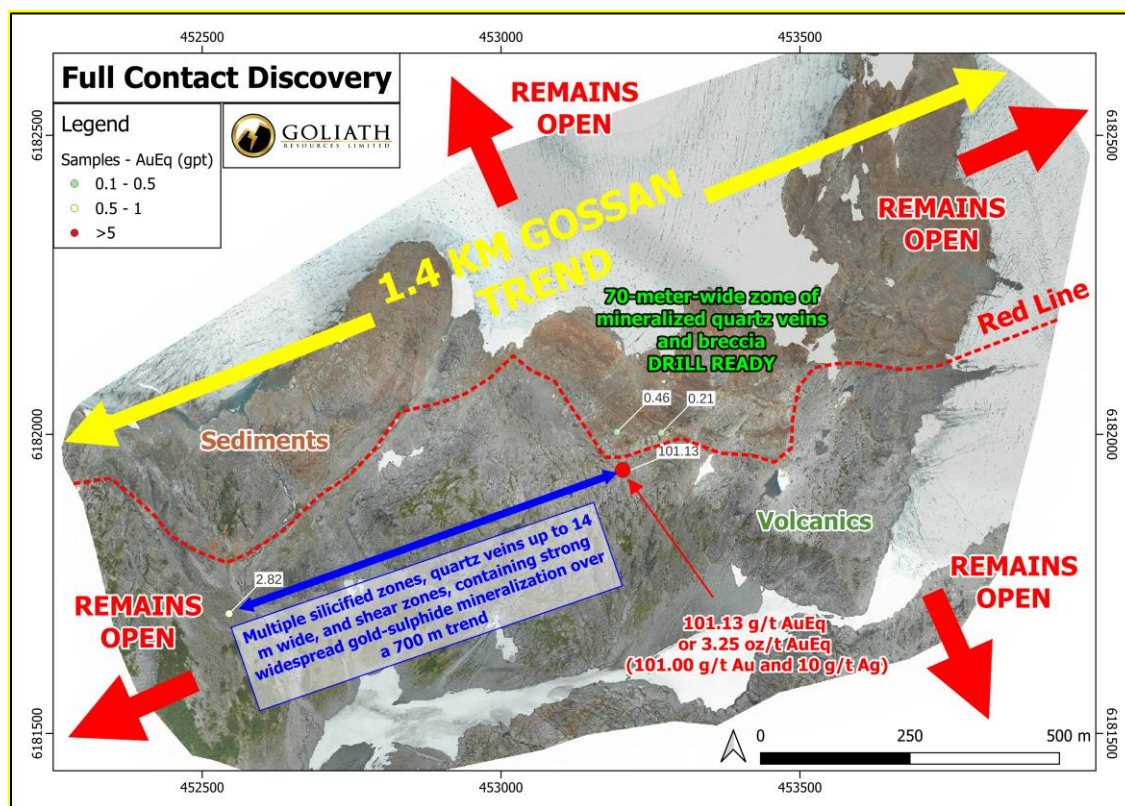 452500
453000
453500
Full Contact Discovery
Legend
Samples - AuEq (gpt)
0.1 - 0.5
0.5 - 1
>5
GOLIATH
RESOURCES LIMITED
6182500
6182500
REMAINS
OPEN
REMAINS
OPEN
1.4 KM GOSSAN
TREND
70-meter-wide zone of
mineralized quartz veins
and breccia
DRILL READY
Red Line
0.46
0.21
6182000
6182000
Sediments
101.13
Volcanics
2.82
Multiple silicified zones, quartz veins up to 14
m wide, and shear zones, containing strong
widespread gold-sulphide mineralization over
a 700 m trend
REMAINS
OPEN
REMAINS
OPEN
101.13 g/t AuEq
or 3.25 oz/t AuEq
(101.00 g/t Au and 10 g/t Ag)
6181500
6181500
0
250
500 m
452500
453000
453500